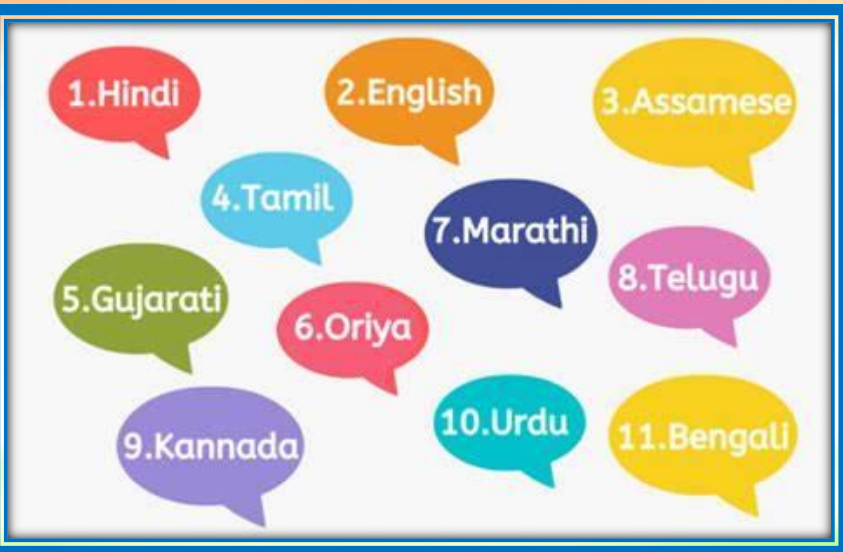 1.Hindi
2.English
3.Assamese
4.Tamil
5.Gujarati
6.Oriya
7.Marathi
8.Telugu
9.Kannada
10.Urdu
11.Bengali